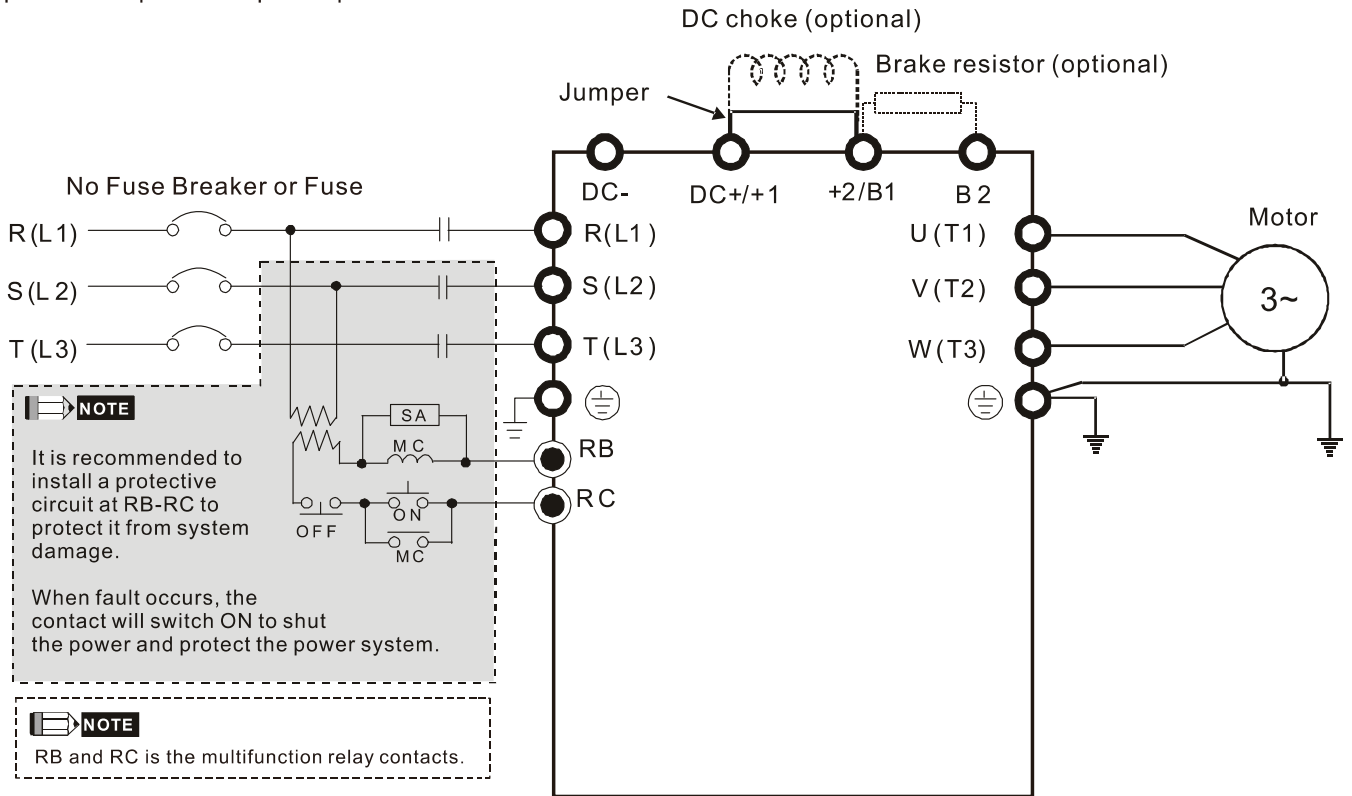 DC choke (optional)
Brake resistor (optional)
Jumper
No Fuse Breaker or Fuse
DC-
DC+/+1
+2/B1
B2
Motor
R(L1)
R(L1)
U(T1)
S(L2)
S(L2)
V(T2)
3~
T(L3)
T(L3)
W(T3)
NOTE
SA
MC
RB
It is recommended to
install a protective
circuit at RB-RC to
protect it from system
damage.
RC
ON
OFF
MC
When fault occurs, the
contact will switch ON to shut
the power and protect the power system.
NOTE
RB and RC is the multifunction relay contacts.